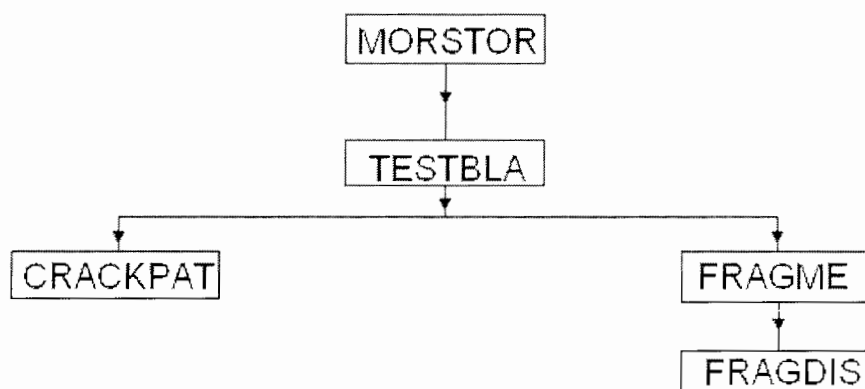 MORSTOR
TESTBLA
CRACKPAT
FRAGME
FRAGDIS